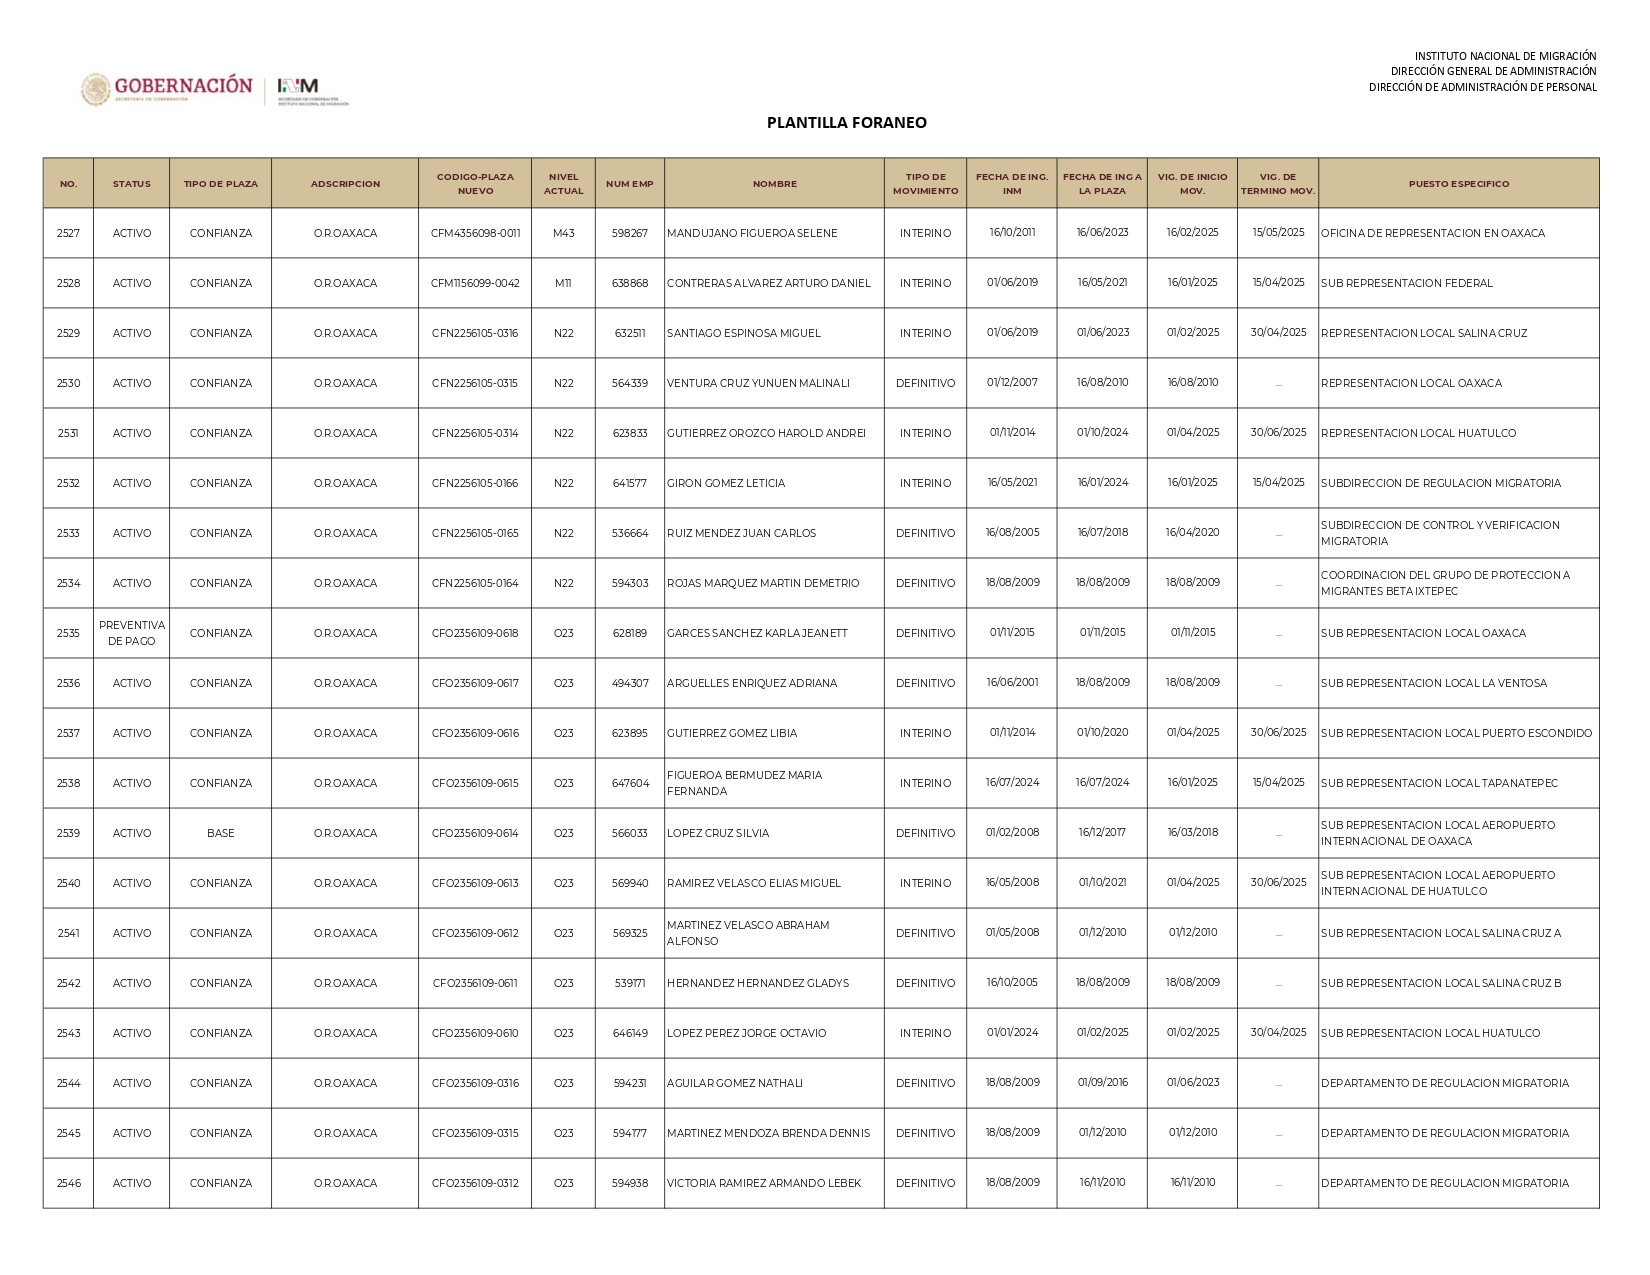 INSTITUTO NACIONAL DE MIGRACIÓN
DIRECCIÓN GENERAL DE ADMINISTRACIÓN
DIRECCIÓN DE ADMINISTRACIÓN DE PERSONAL
GOBERNACIÓN
SECRETARÍA DE GOBERNACIÓN
INM
SECRETARÍA DE GOBERNACIÓN
INSTITUTO NACIONAL DE MIGRACIÓN
PLANTILLA FORANEO
NO. STATUS TIPO DE PLAZA ADSCRIPCION CODIGO-PLAZA NUEVO NIVEL ACTUAL NUM EMP NOMBRE TIPO DE MOVIMIENTO FECHA DE ING. INM FECHA DE ING A LA PLAZA VIG. DE INICIO MOV. VIG. DE TERMINO MOV. PUESTO ESPECIFICO
2527 ACTIVO CONFIANZA O.R.OAXACA CFM4356098-0011 M43 598267 MANDUJANO FIGUEROA SELENE INTERINO 16/10/2011 16/06/2023 16/02/2025 15/05/2025 OFICINA DE REPRESENTACION EN OAXACA
2528 ACTIVO CONFIANZA O.R.OAXACA CFM1156099-0042 M11 638868 CONTRERAS ALVAREZ ARTURO DANIEL INTERINO 01/06/2019 16/05/2021 16/01/2025 15/04/2025 SUB REPRESENTACION FEDERAL
2529 ACTIVO CONFIANZA O.R.OAXACA CFN2256105-0316 N22 632511 SANTIAGO ESPINOSA MIGUEL INTERINO 01/06/2019 01/06/2023 01/02/2025 30/04/2025 REPRESENTACION LOCAL SALINA CRUZ
2530 ACTIVO CONFIANZA O.R.OAXACA CFN2256105-0315 N22 564339 VENTURA CRUZ YUNUEN MALINALI DEFINITIVO 01/12/2007 16/08/2010 16/08/2010 ... REPRESENTACION LOCAL OAXACA
2531 ACTIVO CONFIANZA O.R.OAXACA CFN2256105-0314 N22 623833 GUTIERREZ OROZCO HAROLD ANDREI INTERINO 01/11/2014 01/10/2024 01/04/2025 30/06/2025 REPRESENTACION LOCAL HUATULCO
2532 ACTIVO CONFIANZA O.R.OAXACA CFN2256105-0166 N22 641577 GIRON GOMEZ LETICIA INTERINO 16/05/2021 16/01/2024 16/01/2025 15/04/2025 SUBDIRECCION DE REGULACION MIGRATORIA
2533 ACTIVO CONFIANZA O.R.OAXACA CFN2256105-0165 N22 536664 RUIZ MENDEZ JUAN CARLOS DEFINITIVO 16/08/2005 16/07/2018 16/04/2020 ... SUBDIRECCION DE CONTROL Y VERIFICACION MIGRATORIA
2534 ACTIVO CONFIANZA O.R.OAXACA CFN2256105-0164 N22 594303 ROJAS MARQUEZ MARTIN DEMETRIO DEFINITIVO 18/08/2009 18/08/2009 18/08/2009 ... COORDINACION DEL GRUPO DE PROTECCION A MIGRANTES BETA IXTEPEC
2535 PREVENTIVA DE PAGO CONFIANZA O.R.OAXACA CFO2356109-0618 O23 628189 GARCES SANCHEZ KARLA JEANETT DEFINITIVO 01/11/2015 01/11/2015 01/11/2015 ... SUB REPRESENTACION LOCAL OAXACA
2536 ACTIVO CONFIANZA O.R.OAXACA CFO2356109-0617 O23 494307 ARGUELLES ENRIQUEZ ADRIANA DEFINITIVO 16/06/2001 18/08/2009 18/08/2009 ... SUB REPRESENTACION LOCAL LA VENTOSA
2537 ACTIVO CONFIANZA O.R.OAXACA CFO2356109-0616 O23 623895 GUTIERREZ GOMEZ LIBIA INTERINO 01/11/2014 01/10/2020 01/04/2025 30/06/2025 SUB REPRESENTACION LOCAL PUERTO ESCONDIDO
2538 ACTIVO CONFIANZA O.R.OAXACA CFO2356109-0615 O23 647604 FIGUEROA BERMUDEZ MARIA FERNANDA INTERINO 16/07/2024 16/07/2024 16/01/2025 15/04/2025 SUB REPRESENTACION LOCAL TAPANATEPEC
2539 ACTIVO BASE O.R.OAXACA CFO2356109-0614 O23 566033 LOPEZ CRUZ SILVIA DEFINITIVO 01/02/2008 16/12/2017 16/03/2018 ... SUB REPRESENTACION LOCAL AEROPUERTO INTERNACIONAL DE OAXACA
2540 ACTIVO CONFIANZA O.R.OAXACA CFO2356109-0613 O23 569940 RAMIREZ VELASCO ELIAS MIGUEL INTERINO 16/05/2008 01/10/2021 01/04/2025 30/06/2025 SUB REPRESENTACION LOCAL AEROPUERTO INTERNACIONAL DE HUATULCO
2541 ACTIVO CONFIANZA O.R.OAXACA CFO2356109-0612 O23 569325 MARTINEZ VELASCO ABRAHAM ALFONSO DEFINITIVO 01/05/2008 01/12/2010 01/12/2010 ... SUB REPRESENTACION LOCAL SALINA CRUZ A
2542 ACTIVO CONFIANZA O.R.OAXACA CFO2356109-0611 O23 539171 HERNANDEZ HERNANDEZ GLADYS DEFINITIVO 16/10/2005 18/08/2009 18/08/2009 ... SUB REPRESENTACION LOCAL SALINA CRUZ B
2543 ACTIVO CONFIANZA O.R.OAXACA CFO2356109-0610 O23 646149 LOPEZ PEREZ JORGE OCTAVIO INTERINO 01/01/2024 01/02/2025 01/02/2025 30/04/2025 SUB REPRESENTACION LOCAL HUATULCO
2544 ACTIVO CONFIANZA O.R.OAXACA CFO2356109-0316 O23 594231 AGUILAR GOMEZ NATHALI DEFINITIVO 18/08/2009 01/09/2016 01/06/2023 ... DEPARTAMENTO DE REGULACION MIGRATORIA
2545 ACTIVO CONFIANZA O.R.OAXACA CFO2356109-0315 O23 594177 MARTINEZ MENDOZA BRENDA DENNIS DEFINITIVO 18/08/2009 01/12/2010 01/12/2010 ... DEPARTAMENTO DE REGULACION MIGRATORIA
2546 ACTIVO CONFIANZA O.R.OAXACA CFO2356109-0312 O23 594938 VICTORIA RAMIREZ ARMANDO LEBEK DEFINITIVO 18/08/2009 16/11/2010 16/11/2010 ... DEPARTAMENTO DE REGULACION MIGRATORIA